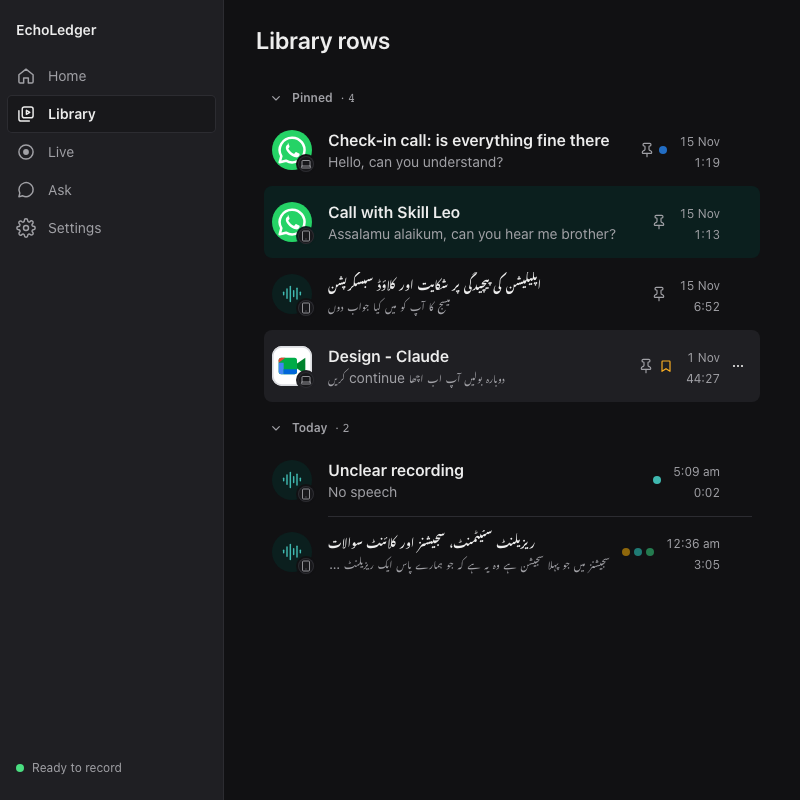 EchoLedger
Home
Library
Live
Ask
Settings
Ready to record
Library rows
Pinned · 4
Check-in call: is everything fine there
15 Nov
Hello, can you understand?
1:19
Call with Skill Leo
15 Nov
Assalamu alaikum, can you hear me brother?
1:13
اپلیکیشن کی پیچیدگی پر شکایت اور کلاؤڈ سبسکرپشن
15 Nov
میسج کا آپ کو میں کیا جواب دوں
6:52
Design - Claude
1 Nov
دوبارہ بولیں آپ اب اچھا continue کریں
44:27
Today · 2
Unclear recording
5:09 am
No speech
0:02
ریزیلنٹ سٹیٹمنٹ، سجیشنز اور کلائنٹ سوالات
12:36 am
سجیشنز میں جو پہلا سجیشن ہے وہ یہ ہے کہ جو ہمارے پاس ایک ریزیلنٹ ...
3:05